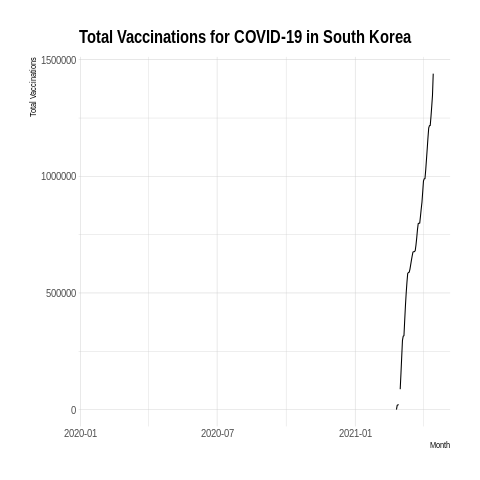 Total Vaccinations for COVID-19 in South Korea
Total Vaccinations
1500000
1000000
500000
0
2020-01
2020-07
2021-01
Month